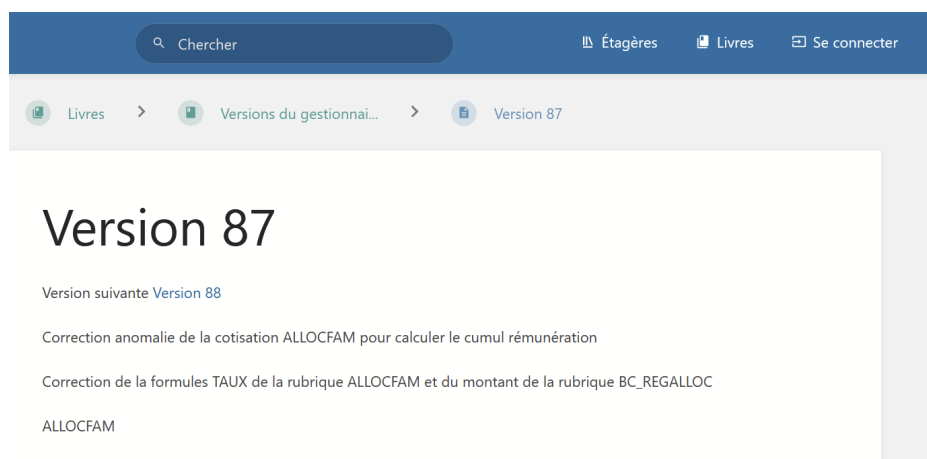 Chercher
Étagères
Livres
Se connecter
Livres
Versions du gestionnai...
Version 87
Version 87
Version suivante Version 88
Correction anomalie de la cotisation ALLOCFAM pour calculer le cumul rémunération
Correction de la formules TAUX de la rubrique ALLOCFAM et du montant de la rubrique BC_REGALLOC
ALLOCFAM